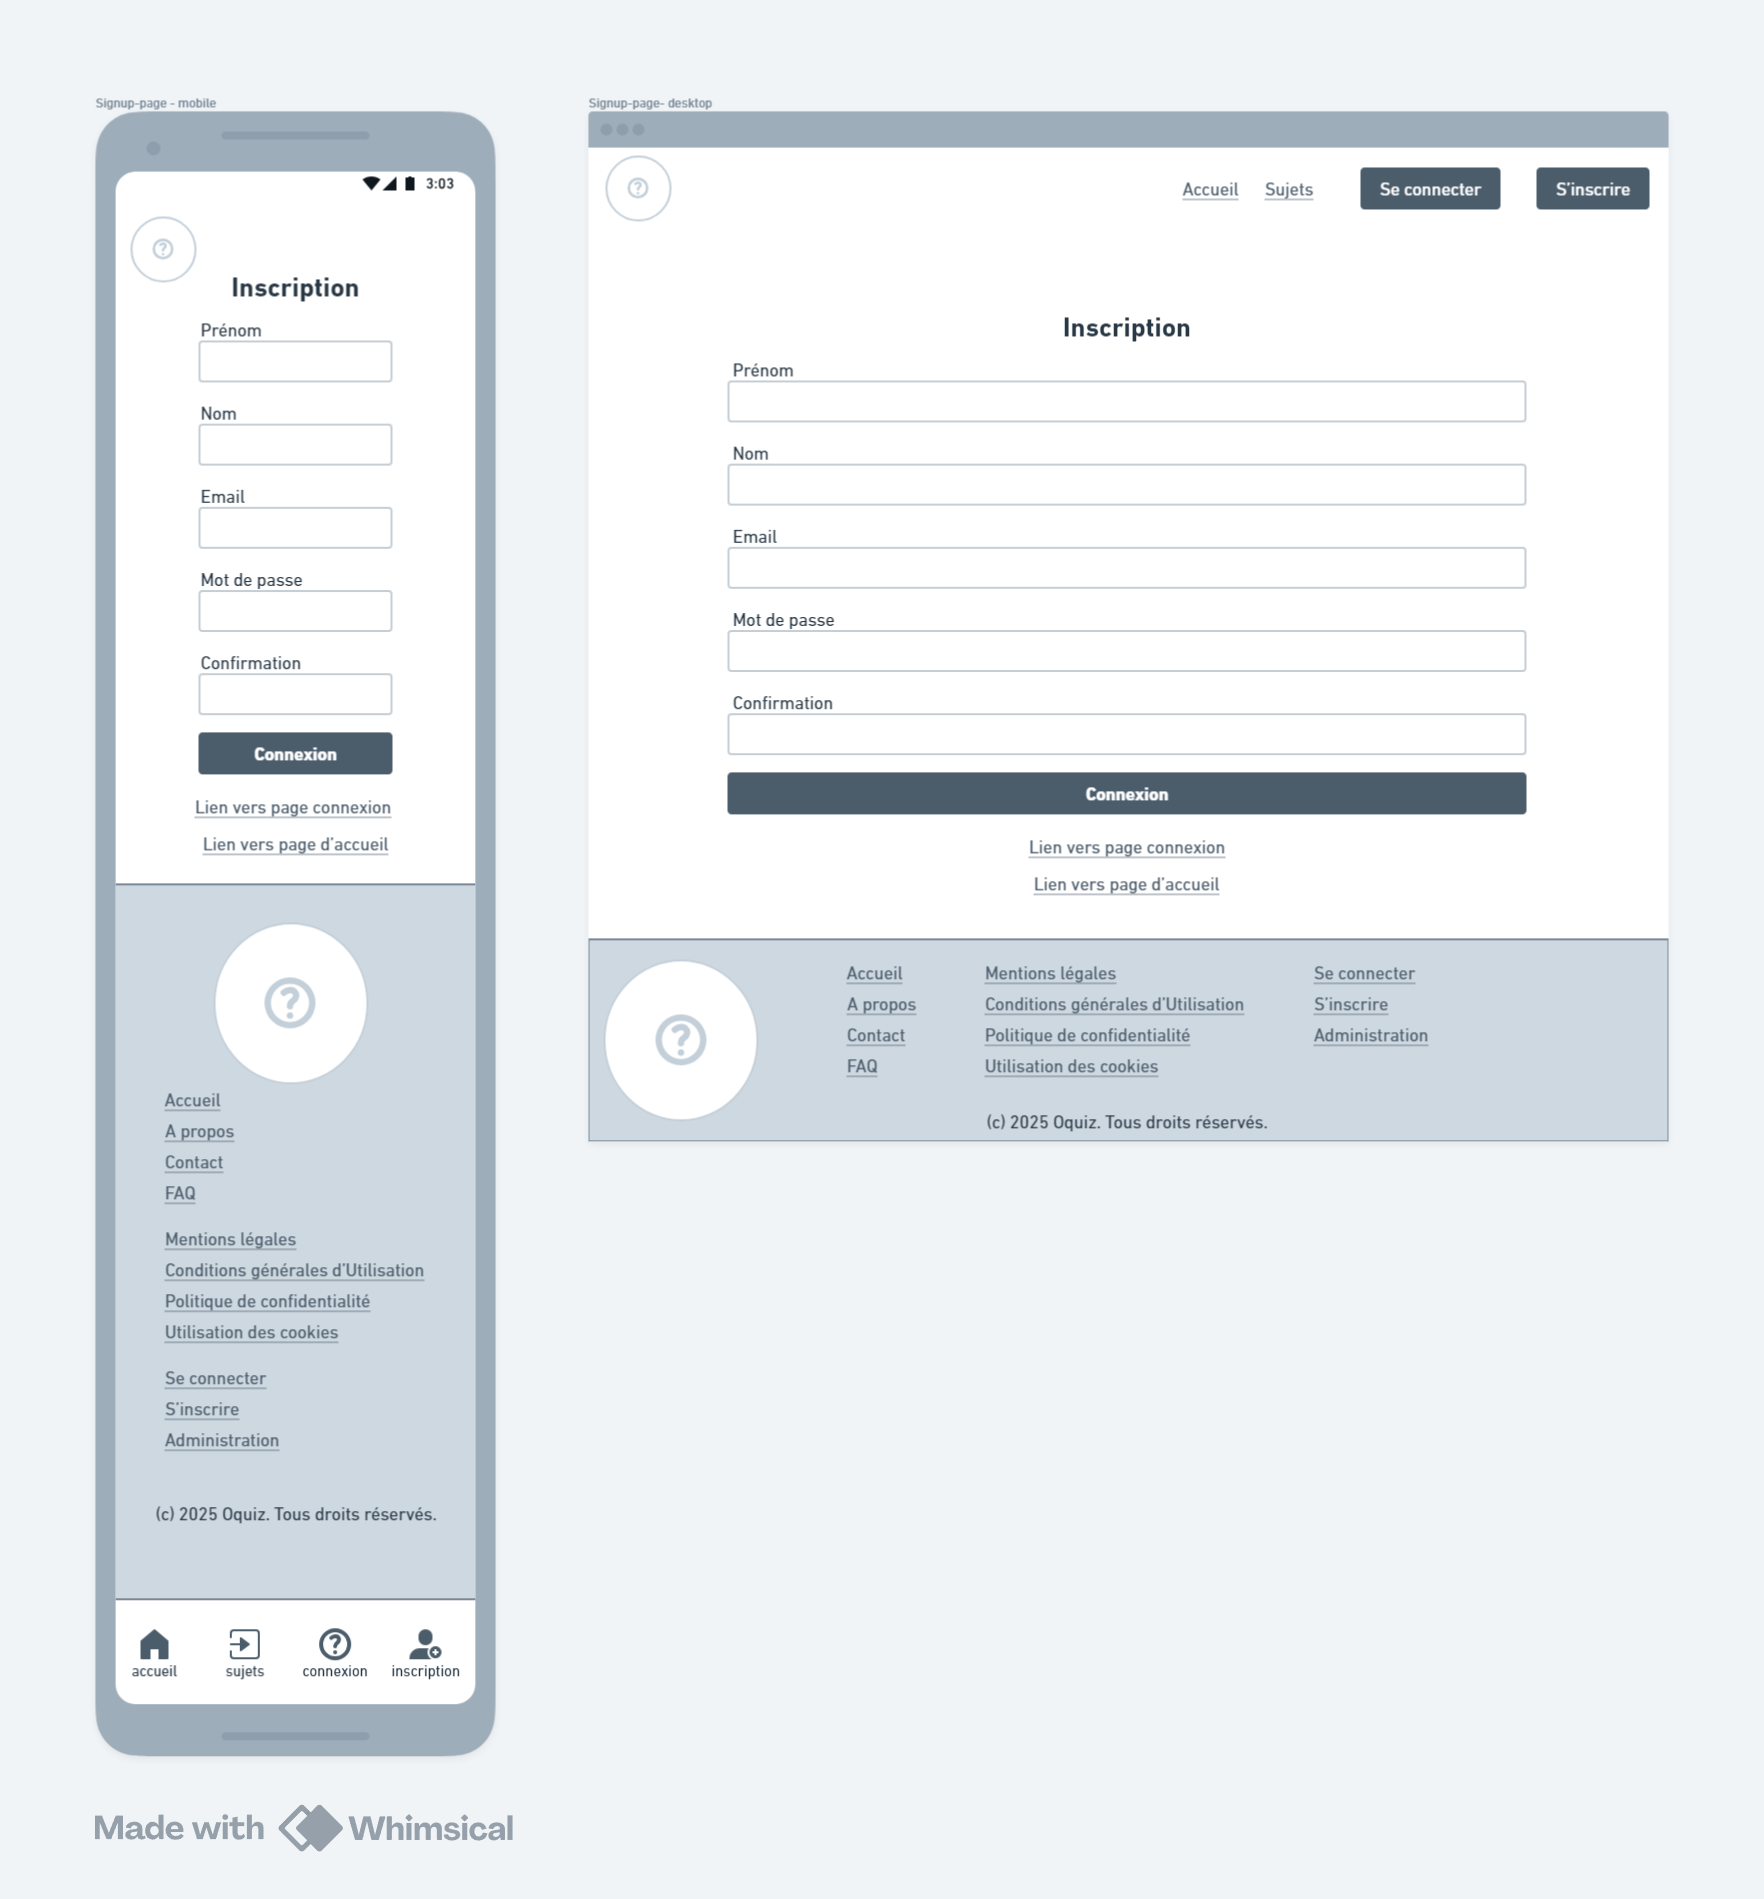 Signup-page - mobile
3:03
?
Inscription
Prénom
Nom
Email
Mot de passe
Confirmation
Connexion
Lien vers page connexion
Lien vers page d'accueil
?
Accueil
A propos
Contact
FAQ
Mentions légales
Conditions générales d'Utilisation
Politique de confidentialité
Utilisation des cookies
Se connecter
S'inscrire
Administration
(c) 2025 Oquiz. Tous droits réservés.
?
accueil sujets connexion inscription
Signup-page- desktop
?
Accueil Sujets Se connecter S'inscrire
Inscription
Prénom
Nom
Email
Mot de passe
Confirmation
Connexion
Lien vers page connexion
Lien vers page d'accueil
?
Accueil
A propos
Contact
FAQ
Mentions légales
Conditions générales d'Utilisation
Politique de confidentialité
Utilisation des cookies
Se connecter
S'inscrire
Administration
(c) 2025 Oquiz. Tous droits réservés.
Made with Whimsical